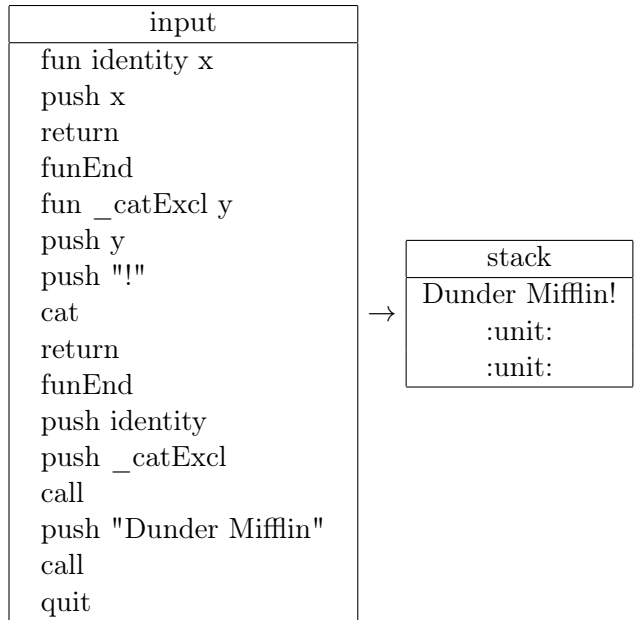 input
fun identity x
push x
return
funEnd
fun _catExcl y
push y
push "!"
cat
return
funEnd
push identity
push _catExcl
call
push "Dunder Mifflin"
call
quit
→
stack
Dunder Mifflin!
:unit:
:unit: